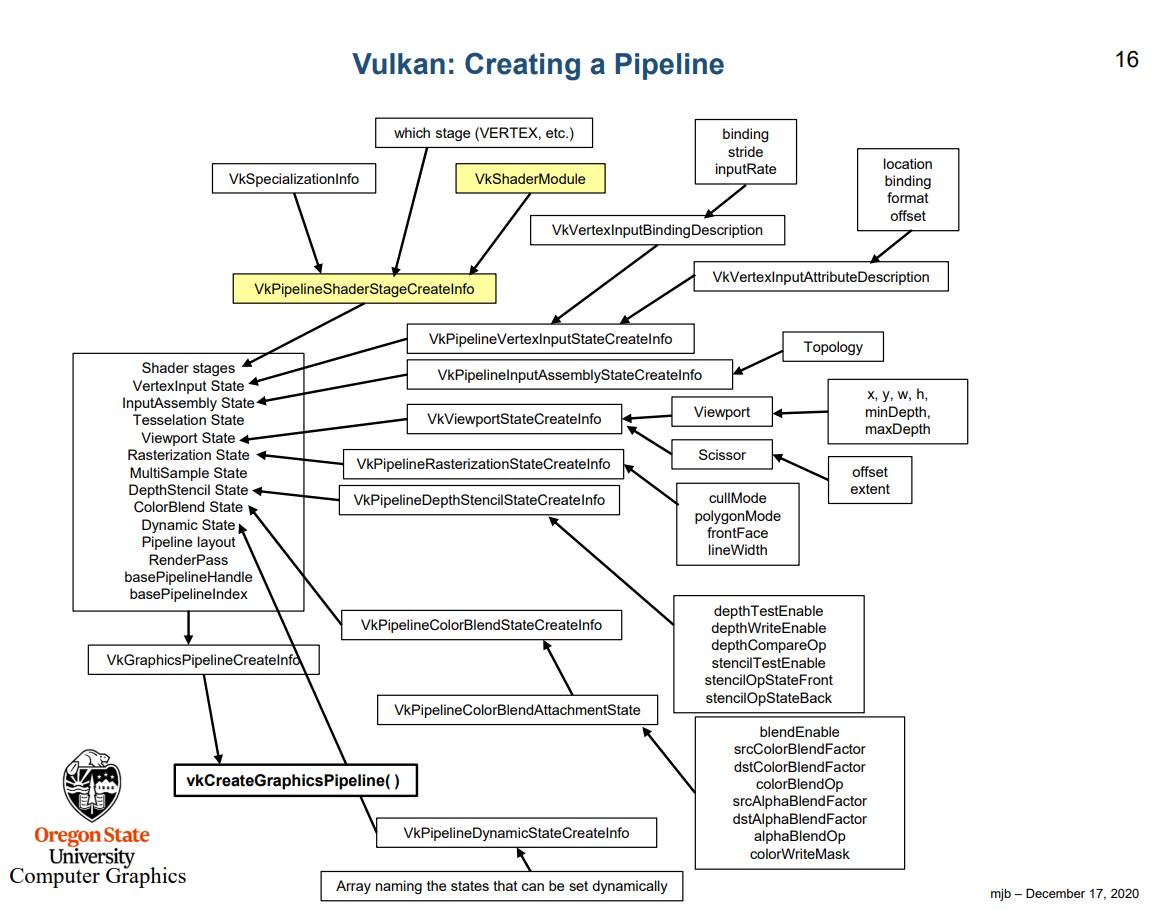 Vulkan: Creating a Pipeline
16
which stage (VERTEX, etc.)
binding
stride
inputRate
location
binding
format
offset
VkSpecializationInfo
VkShaderModule
VkVertexInputBindingDescription
VkVertexInputAttributeDescription
VkPipelineShaderStageCreateInfo
VkPipelineVertexInputStateCreateInfo
Topology
VkPipelineInputAssemblyStateCreateInfo
Shader stages
VertexInput State
InputAssembly State
Tesselation State
Viewport State
Rasterization State
MultiSample State
DepthStencil State
ColorBlend State
Dynamic State
Pipeline layout
RenderPass
basePipelineHandle
basePipelineIndex
VkViewportStateCreateInfo
Viewport
x, y, w, h,
minDepth,
maxDepth
Scissor
offset
extent
VkPipelineRasterizationStateCreateInfo
cullMode
polygonMode
frontFace
lineWidth
VkPipelineDepthStencilStateCreateInfo
depthTestEnable
depthWriteEnable
depthCompareOp
stencilTestEnable
stencilOpStateFront
stencilOpStateBack
VkPipelineColorBlendStateCreateInfo
VkGraphicsPipelineCreateInfo
VkPipelineColorBlendAttachmentState
blendEnable
srcColorBlendFactor
dstColorBlendFactor
colorBlendOp
srcAlphaBlendFactor
dstAlphaBlendFactor
alphaBlendOp
colorWriteMask
vkCreateGraphicsPipeline( )
VkPipelineDynamicStateCreateInfo
Array naming the states that can be set dynamically
1868
Oregon State
University
Computer Graphics
mjb – December 17, 2020